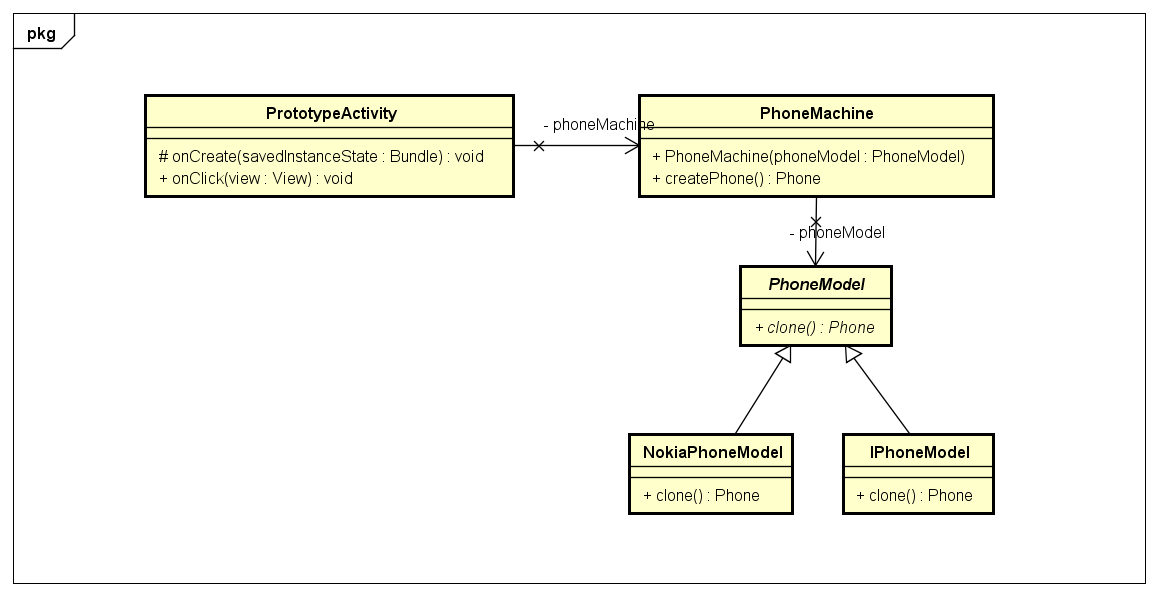 pkg
PrototypeActivity
# onCreate(savedInstanceState : Bundle) : void
+ onClick(view : View) : void
- phoneMachine
PhoneMachine
+ PhoneMachine(phoneModel : PhoneModel)
+ createPhone() : Phone
- phoneModel
PhoneModel
+ clone() : Phone
NokiaPhoneModel
+ clone() : Phone
IPhoneModel
+ clone() : Phone